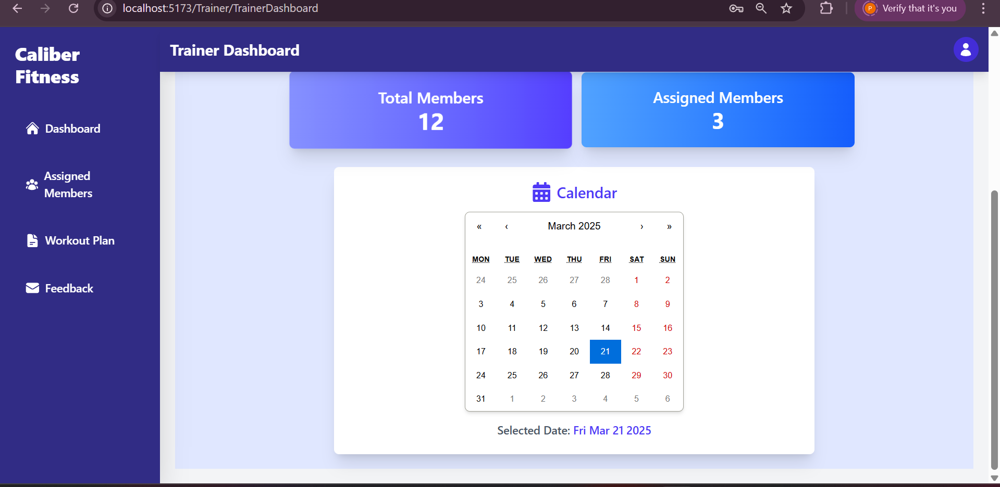 localhost:5173/Trainer/TrainerDashboard
P
Verify that it's you
Caliber
Fitness
Dashboard
Assigned
Members
Workout Plan
Feedback
Trainer Dashboard
Total Members
12
Assigned Members
3
Calendar
« ‹ March 2025 › »
MON TUE WED THU FRI SAT SUN
24 25 26 27 28 1 2
3 4 5 6 7 8 9
10 11 12 13 14 15 16
17 18 19 20 21 22 23
24 25 26 27 28 29 30
31 1 2 3 4 5 6
Selected Date: Fri Mar 21 2025